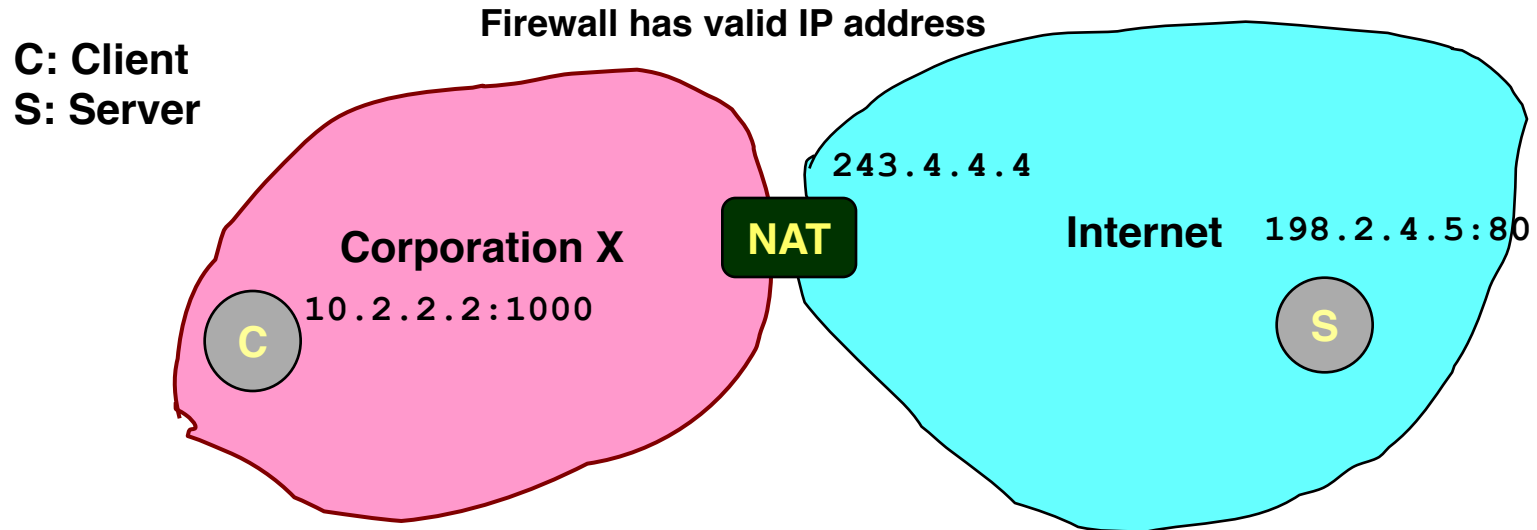 Firewall has valid IP address
C: Client
S: Server
243.4.4.4
NAT
Corporation X
Internet
198.2.4.5:80
10.2.2.2:1000
C
S